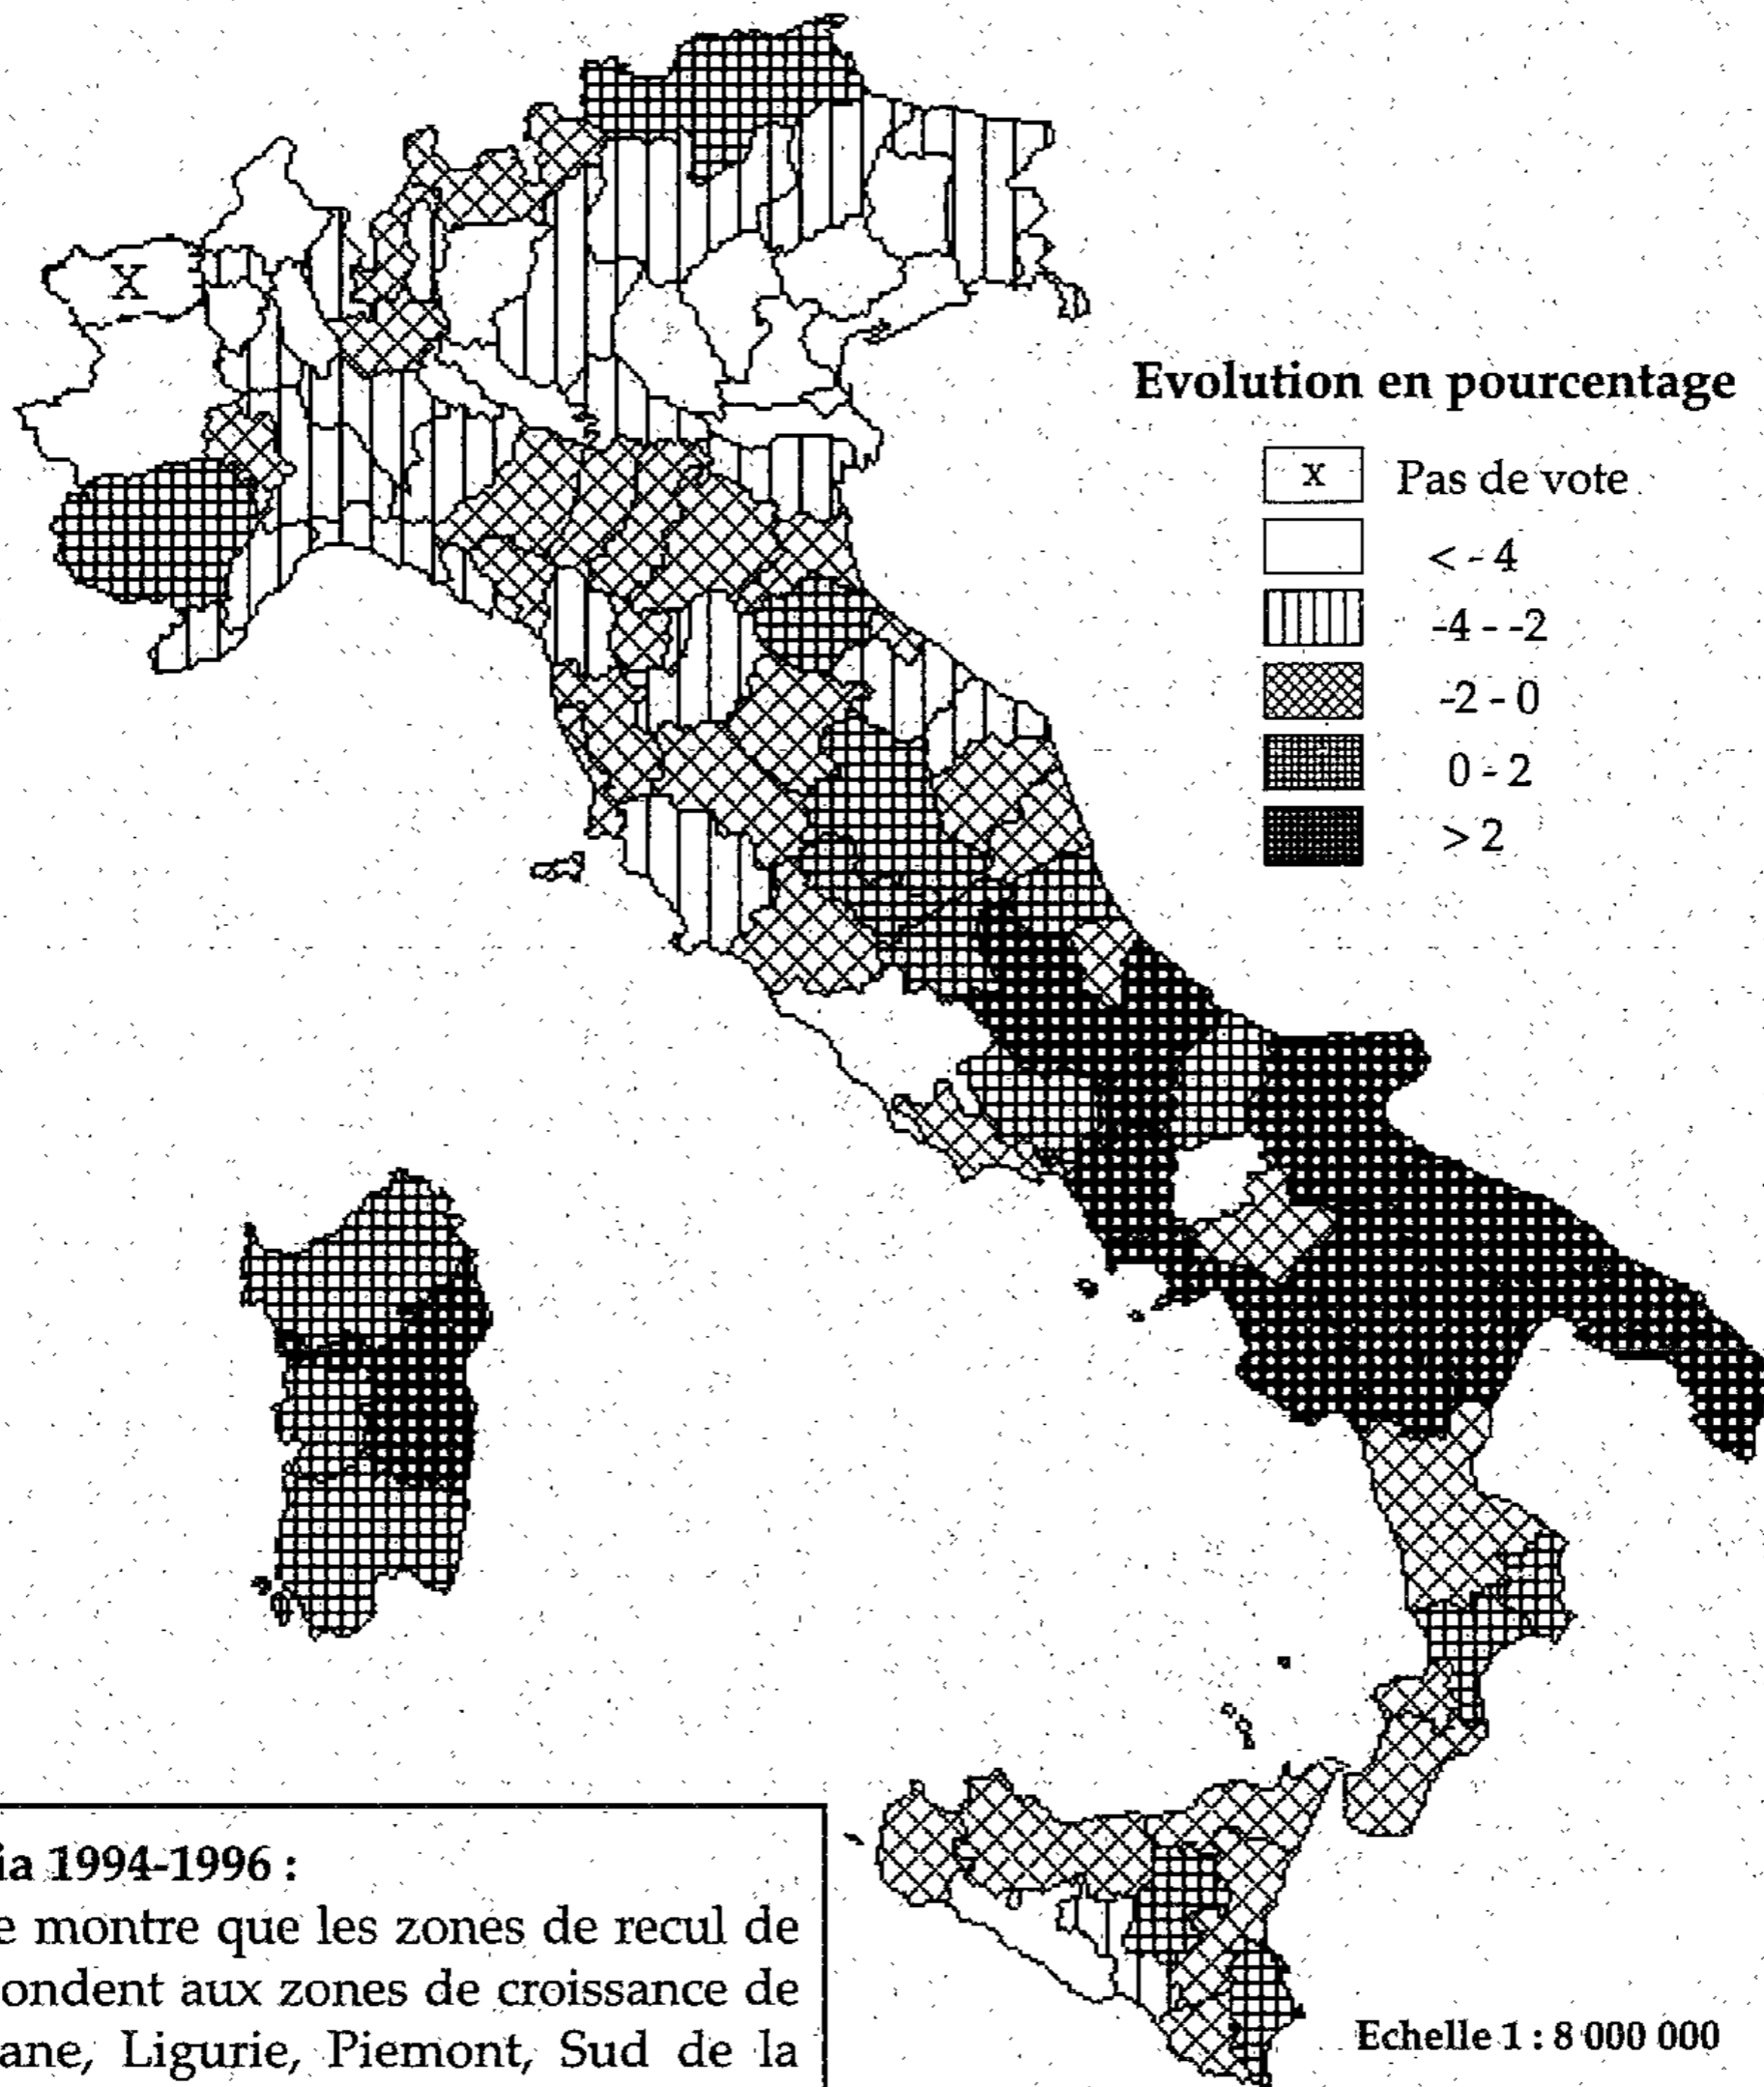 X
Evolution en pourcentage
x Pas de vote
< - 4
-4 - -2
-2 - 0
0 - 2
> 2
ia 1994-1996 :
e montre que les zones de recul de
ondent aux zones de croissance de
ane, Ligurie, Piemont, Sud de la
Echelle 1 : 8 000 000